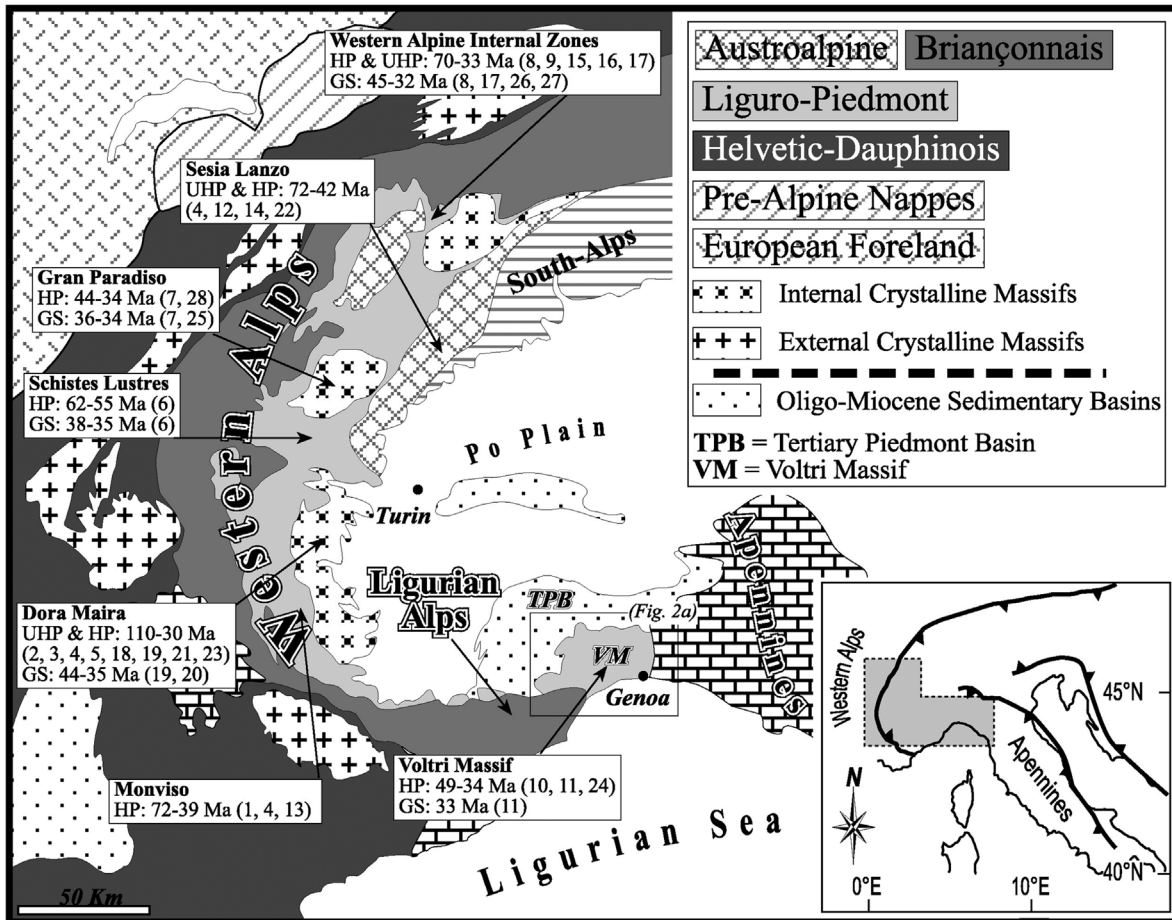 Western Alpine Internal Zones
HP & UHP: 70-33 Ma (8, 9, 15, 16, 17)
GS: 45-32 Ma (8, 17, 26, 27)
Sesia Lanzo
UHP & HP: 72-42 Ma
(4, 12, 14, 22)
Gran Paradiso
HP: 44-34 Ma (7, 28)
GS: 36-34 Ma (7, 25)
Schistes Lustres
HP: 62-55 Ma (6)
GS: 38-35 Ma (6)
Dora Maira
UHP & HP: 110-30 Ma
(2, 3, 4, 5, 18, 19, 21, 23)
GS: 44-35 Ma (19, 20)
Monviso
HP: 72-39 Ma (1, 4, 13)
Voltri Massif
HP: 49-34 Ma (10, 11, 24)
GS: 33 Ma (11)
Western Alps
South-Alps
Po Plain
Turin
Ligurian
Alps
TPB
(Fig. 2a)
VM
Genoa
Apennines
Ligurian Sea
50 Km
Austroalpine
Briançonnais
Liguro-Piedmont
Helvetic-Dauphinois
Pre-Alpine Nappes
European Foreland
Internal Crystalline Massifs
External Crystalline Massifs
Oligo-Miocene Sedimentary Basins
TPB = Tertiary Piedmont Basin
VM = Voltri Massif
Western Alps
45°N
Apennines
N
40°N
0°E
10°E